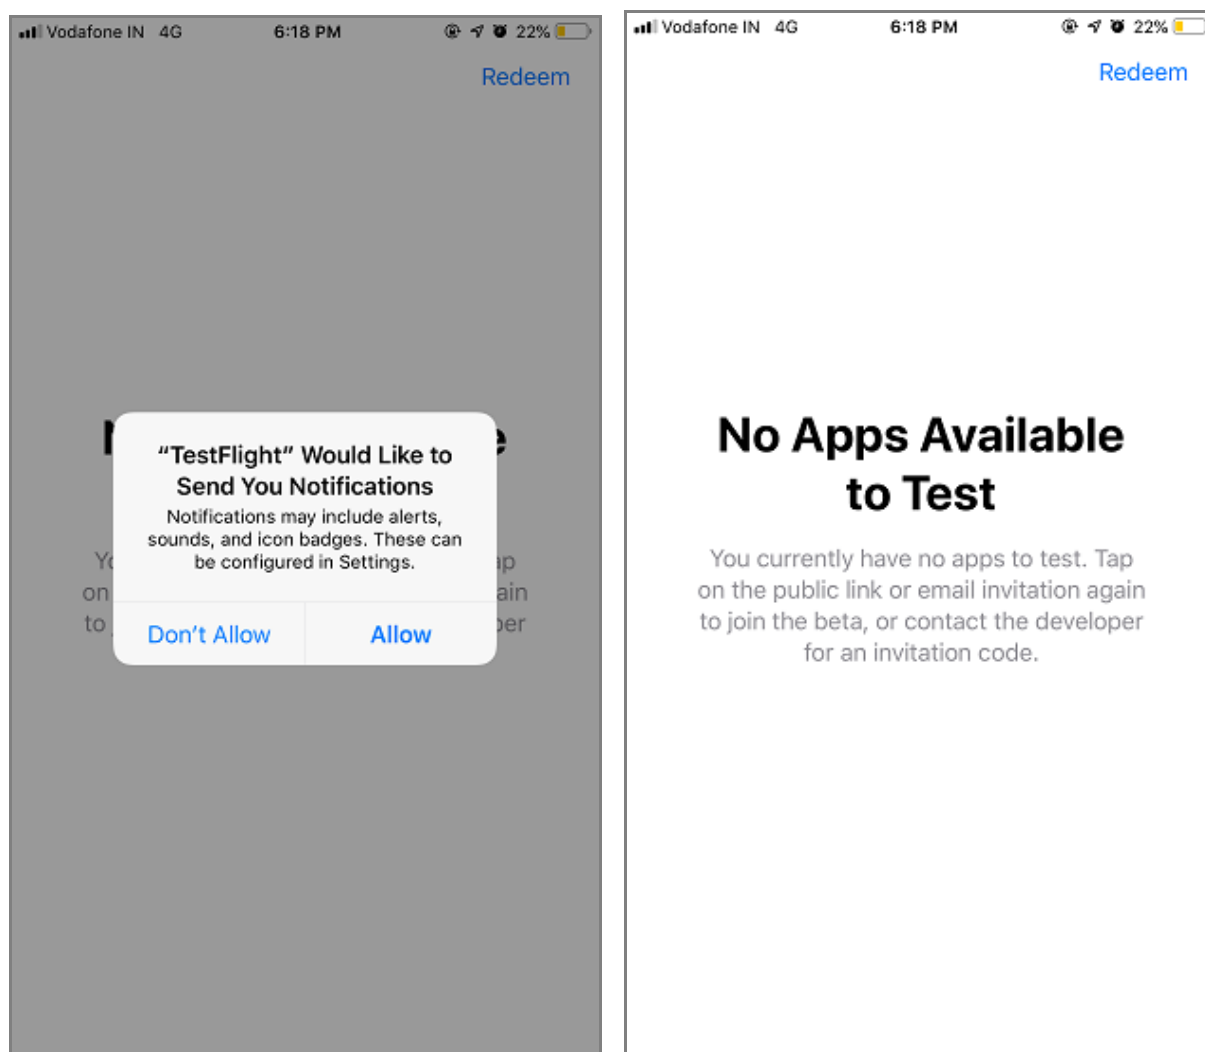 Vodafone IN 4G 6:18 PM 22%
Redeem
“TestFlight” Would Like to
Send You Notifications
Notifications may include alerts,
sounds, and icon badges. These can
be configured in Settings.
Don’t Allow Allow
Vodafone IN 4G 6:18 PM 22%
Redeem
No Apps Available
to Test
You currently have no apps to test. Tap
on the public link or email invitation again
to join the beta, or contact the developer
for an invitation code.